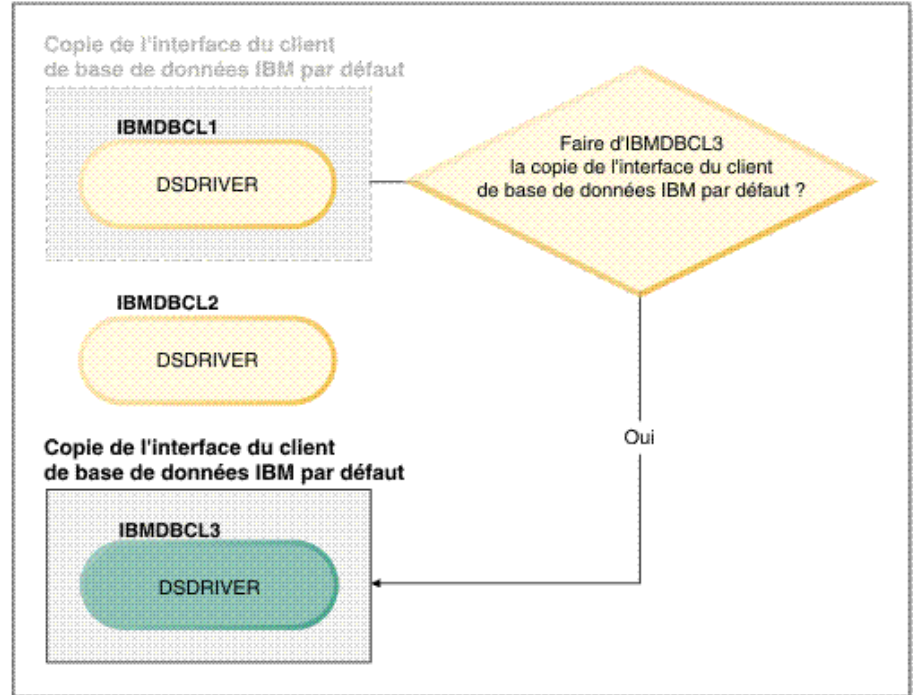 Copie de l'interface du client
de base de données IBM par défaut
IBMDBCL1
DSDRIVER
Faire d'IBMDBCL3
la copie de l'interface du client
de base de données IBM par défaut ?
IBMDBCL2
DSDRIVER
Oui
Copie de l'interface du client
de base de données IBM par défaut
IBMDBCL3
DSDRIVER